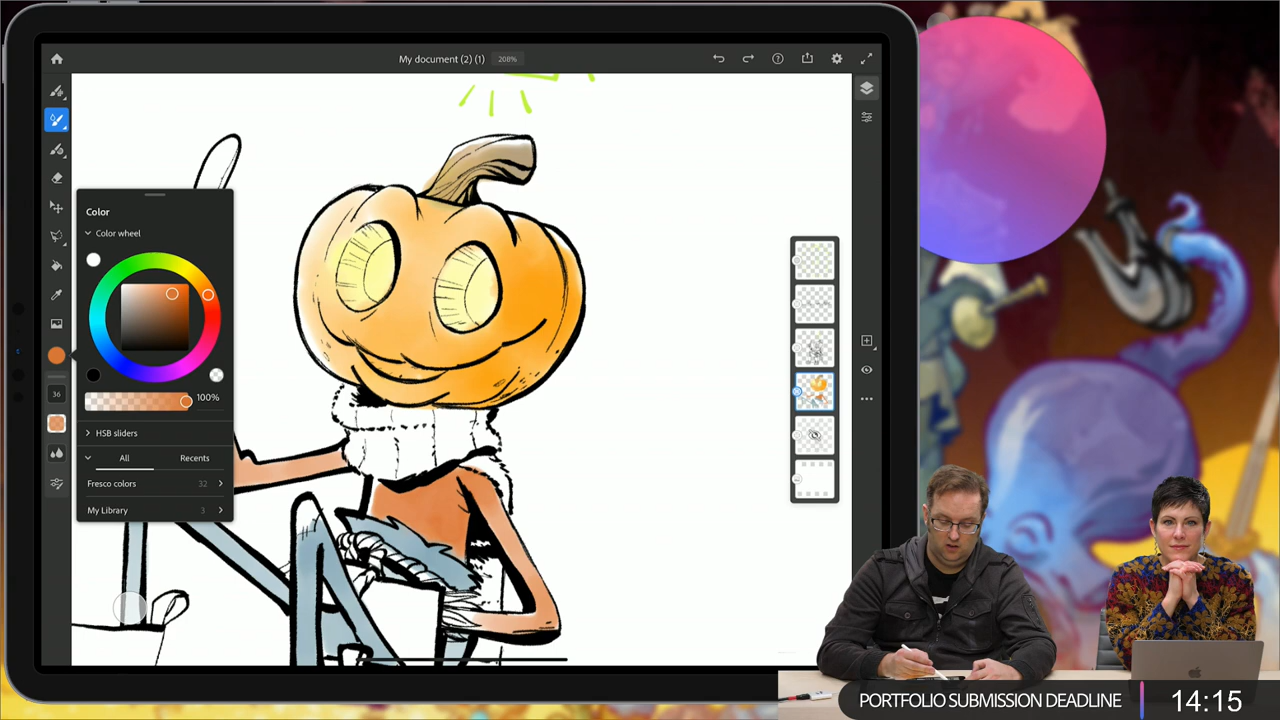 My document (2) (1) 208%
Color
Color wheel
100%
36
HSB sliders
All Recents
Fresco colors 32
My Library 3
PORTFOLIO SUBMISSION DEADLINE 14:15